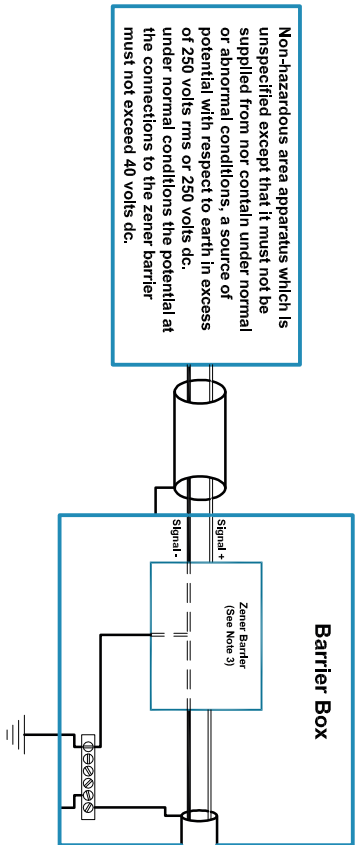 Non-hazardous area apparatus which is
unspecified except that it must not be
supplied from nor contain under normal
or abnormal conditions, a source of
potential with respect to earth in excess
of 250 volts rms or 250 volts dc.
under normal conditions the potential at
the connections to the zener barrier
must not exceed 40 volts dc.
Barrier Box
Signal +
Signal -
Zener Barrier
(See Note 3)